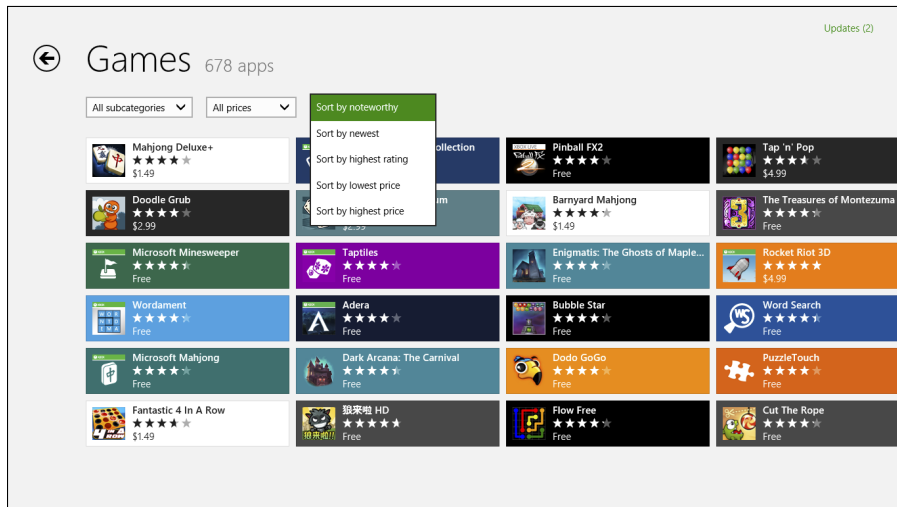 Updates (2)
Games 678 apps
All subcategories
All prices
Sort by noteworthy
Sort by newest
Sort by highest rating
Sort by lowest price
Sort by highest price
Mahjong Deluxe+
$1.49
Doodle Grub
$2.99
Microsoft Minesweeper
Free
Wordament
Free
Microsoft Mahjong
Free
Fantastic 4 In A Row
$1.49
ollection
um
$2.99
Taptiles
Free
Adera
Free
Dark Arcana: The Carnival
Free
狼来啦 HD
Free
Pinball FX2
Free
Barnyard Mahjong
$1.49
Enigmatis: The Ghosts of Maple...
Free
Bubble Star
Free
Dodo GoGo
Free
Flow Free
Free
Tap 'n' Pop
$4.99
The Treasures of Montezuma
Free
Rocket Riot 3D
$4.99
Word Search
Free
PuzzleTouch
Free
Cut The Rope
Free